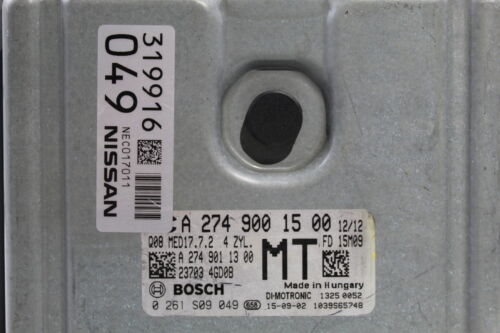 319916
049
NEC017011
NISSAN
A 274 900 15 00 12/12
Q08 MED17.7.2 4 ZYL. FD 15M09
MT
A 274 901 13 00
23703 4GD0B
Made in Hungary
BOSCH
DI-MOTRONIC 1325 0052
0 261 S09 049 658 15-09-02 1039S65748